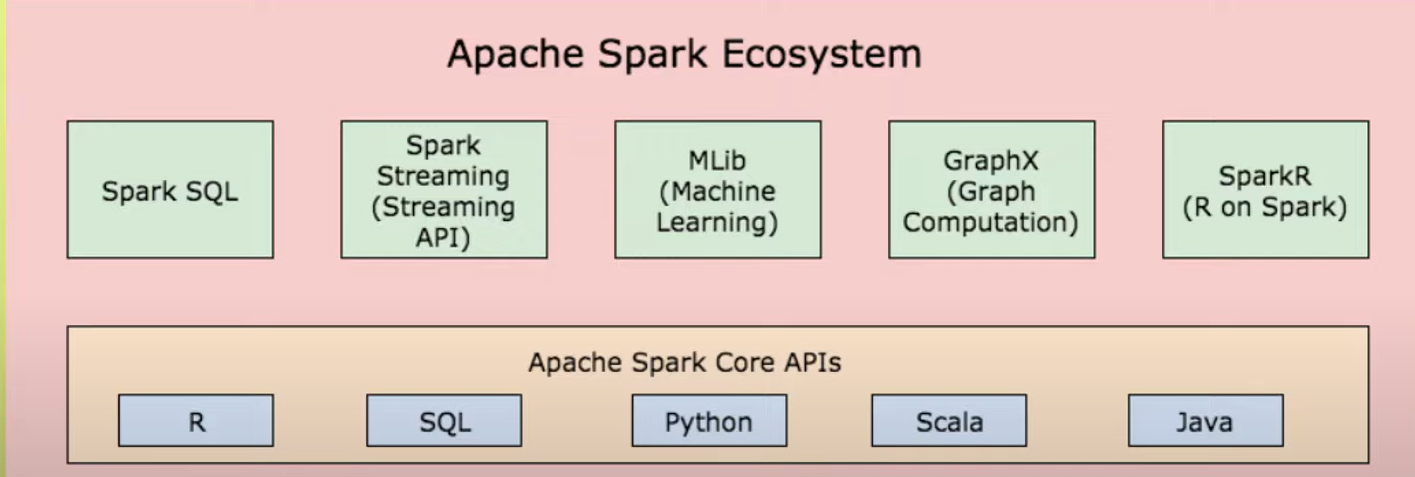 Apache Spark Ecosystem
Spark SQL
Spark
Streaming
(Streaming
API)
MLib
(Machine
Learning)
GraphX
(Graph
Computation)
SparkR
(R on Spark)
Apache Spark Core APIs
R
SQL
Python
Scala
Java